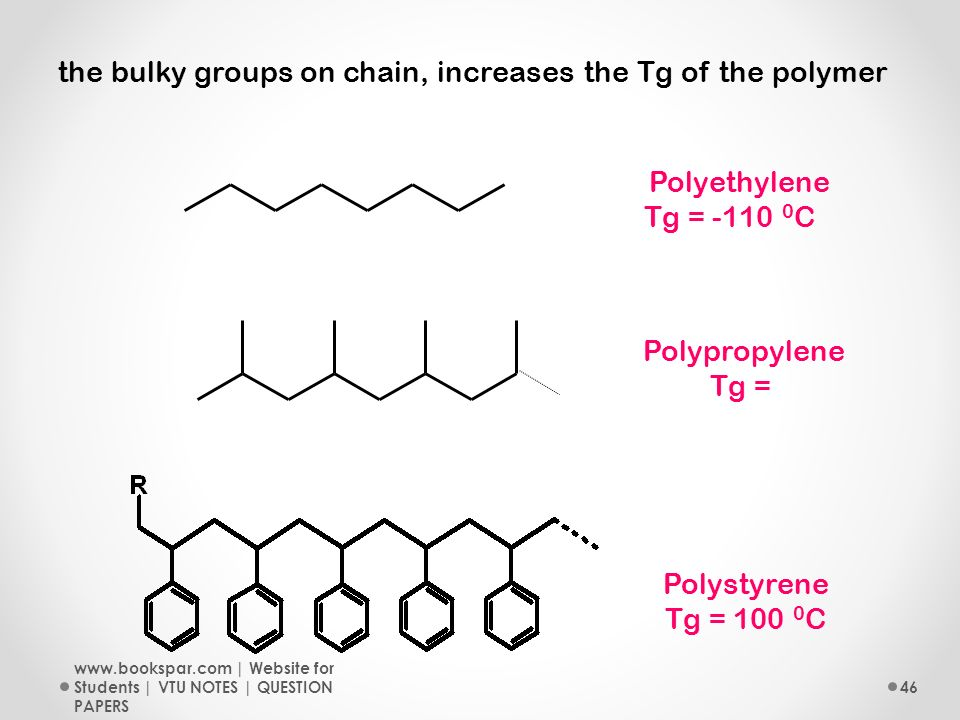 the bulky groups on chain, increases the Tg of the polymer
Polyethylene
Tg = -110 ⁰C
Polypropylene
Tg =
R
Polystyrene
Tg = 100 ⁰C
www.bookspar.com | Website for
Students | VTU NOTES | QUESTION
PAPERS
46